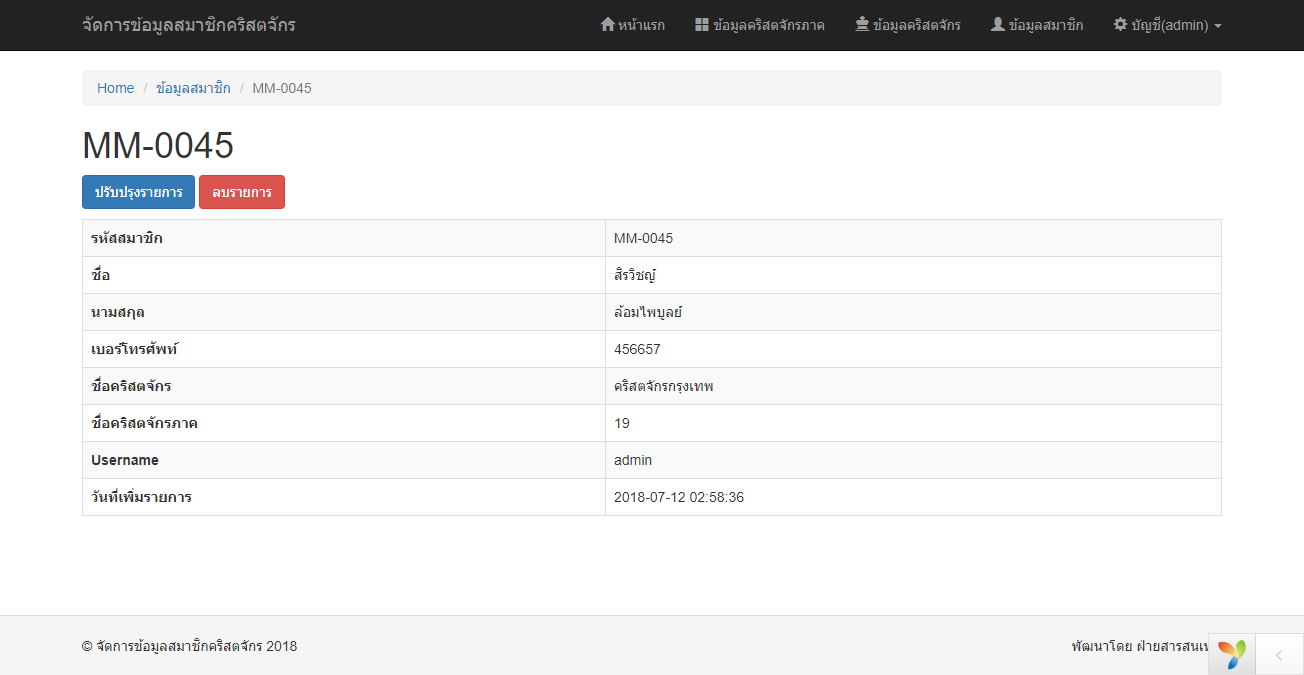 จัดการข้อมูลสมาชิกคริสตจักร หน้าแรก ข้อมูลคริสตจักรภาค ข้อมูลคริสตจักร ข้อมูลสมาชิก บัญชี(admin)
Home / ข้อมูลสมาชิก / MM-0045
MM-0045
ปรับปรุงรายการ ลบรายการ
รหัสสมาชิก MM-0045
ชื่อ สิรวิชญ์
นามสกุล ล้อมไพบูลย์
เบอร์โทรศัพท์ 456657
ชื่อคริสตจักร คริสตจักรกรุงเทพ
ชื่อคริสตจักรภาค 19
Username admin
วันที่เพิ่มรายการ 2018-07-12 02:58:36
© จัดการข้อมูลสมาชิกคริสตจักร 2018 พัฒนาโดย